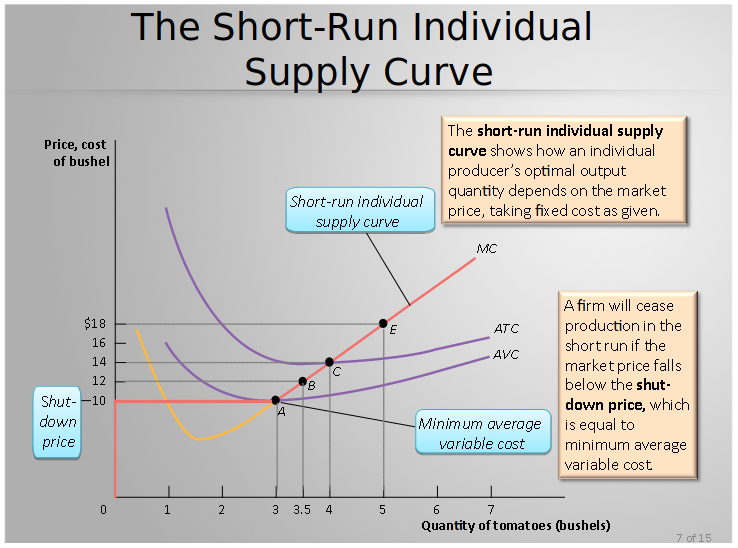 The Short-Run Individual
Supply Curve
The short-run individual supply
curve shows how an individual
producer's optimal output
quantity depends on the market
price, taking fixed cost as given.
Price, cost
of bushel
Short-run individual
supply curve
MC
A firm will cease
production in the
short run if the
market price falls
below the shut-
down price, which
is equal to
minimum average
variable cost.
$18
E
ATC
16
AVC
14
C
12
B
Shut-
down
price
10
A
Minimum average
variable cost
0 1 2 3 3.5 4 5 6 7
Quantity of tomatoes (bushels)
7 of 15